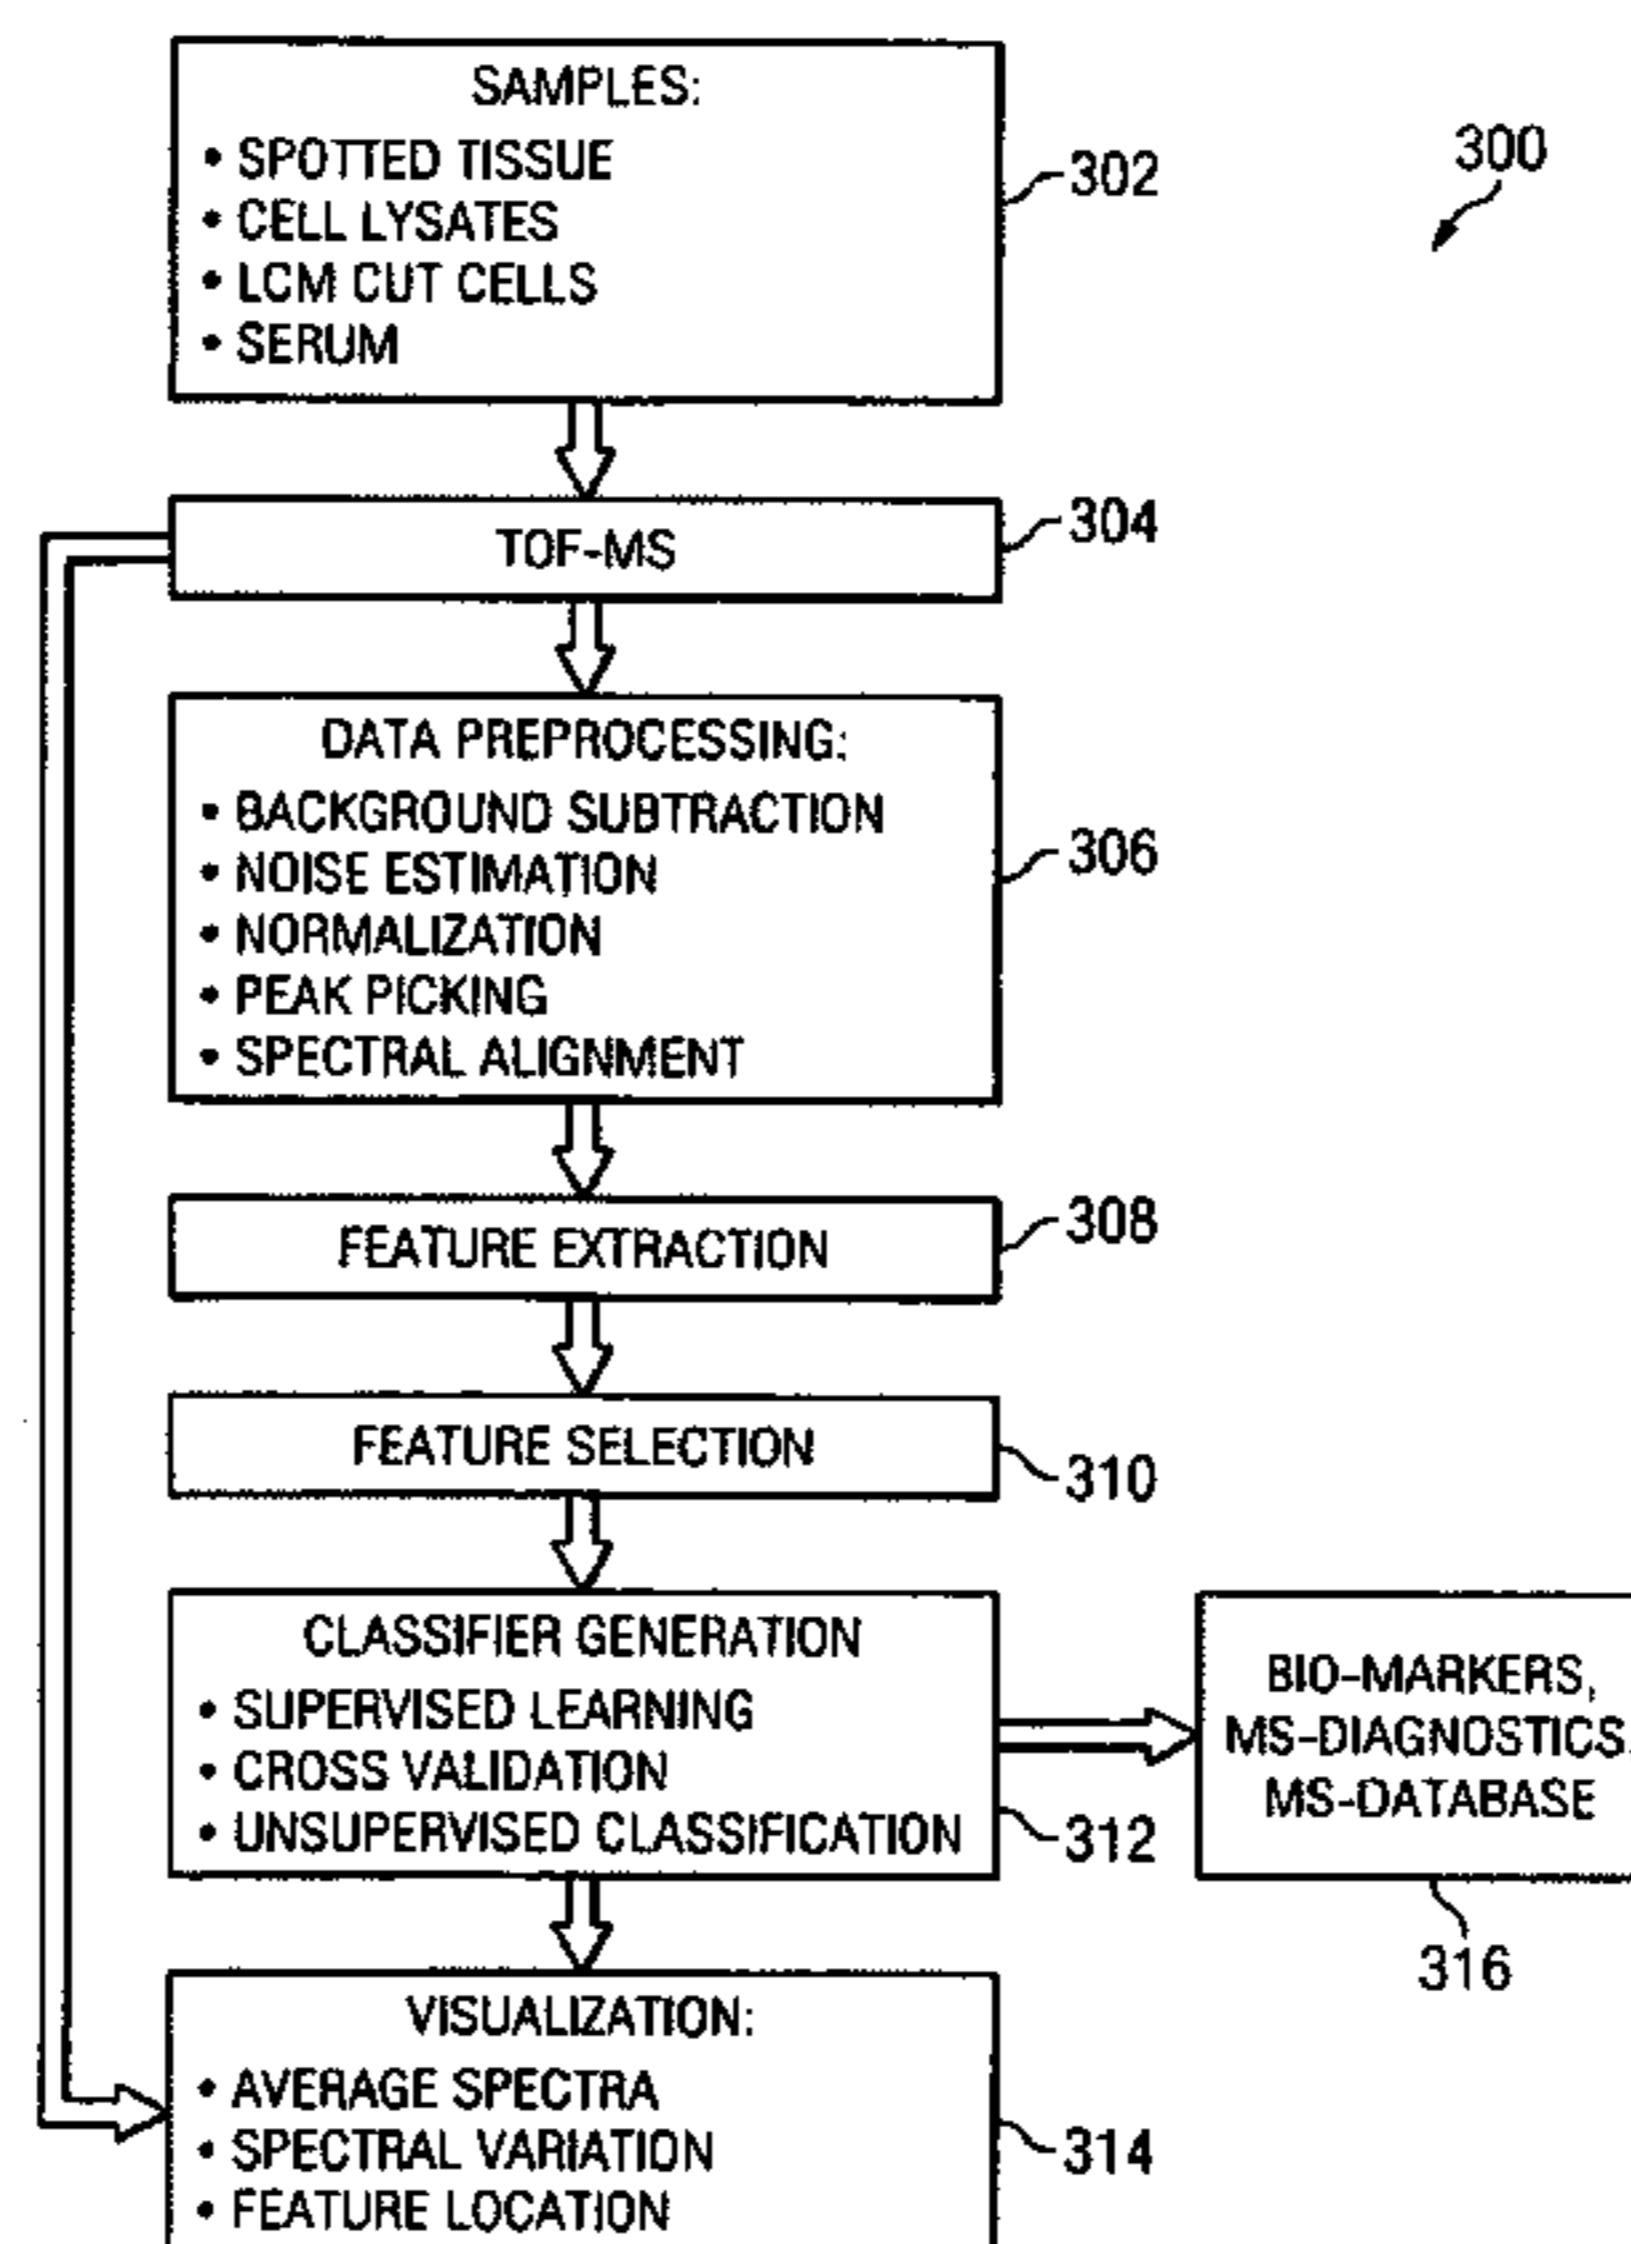 SAMPLES:
• SPOTTED TISSUE
• CELL LYSATES
• LCM CUT CELLS
• SERUM
302
300
TOF-MS
304
DATA PREPROCESSING:
• BACKGROUND SUBTRACTION
• NOISE ESTIMATION
• NORMALIZATION
• PEAK PICKING
• SPECTRAL ALIGNMENT
306
FEATURE EXTRACTION
308
FEATURE SELECTION
310
CLASSIFIER GENERATION
• SUPERVISED LEARNING
• CROSS VALIDATION
• UNSUPERVISED CLASSIFICATION
312
BIO-MARKERS,
MS-DIAGNOSTICS,
MS-DATABASE
316
VISUALIZATION:
• AVERAGE SPECTRA
• SPECTRAL VARIATION
• FEATURE LOCATION
314